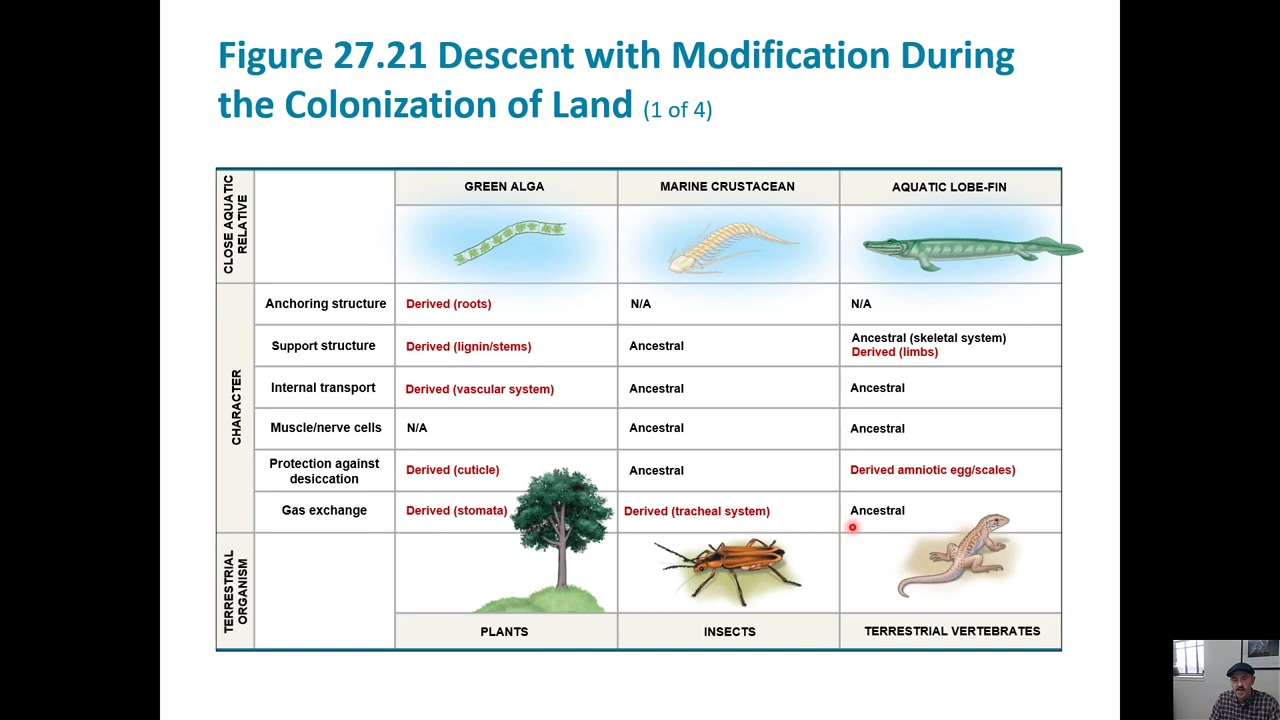 Figure 27.21 Descent with Modification During
the Colonization of Land (1 of 4)
CLOSE AQUATIC
RELATIVE
GREEN ALGA
MARINE CRUSTACEAN
AQUATIC LOBE-FIN
CHARACTER
Anchoring structure
Derived (roots)
N/A
N/A
Support structure
Derived (lignin/stems)
Ancestral
Ancestral (skeletal system)
Derived (limbs)
Internal transport
Derived (vascular system)
Ancestral
Ancestral
Muscle/nerve cells
N/A
Ancestral
Ancestral
Protection against
desiccation
Derived (cuticle)
Ancestral
Derived amniotic egg/scales)
Gas exchange
Derived (stomata)
Derived (tracheal system)
Ancestral
TERRESTRIAL
ORGANISM
PLANTS
INSECTS
TERRESTRIAL VERTEBRATES